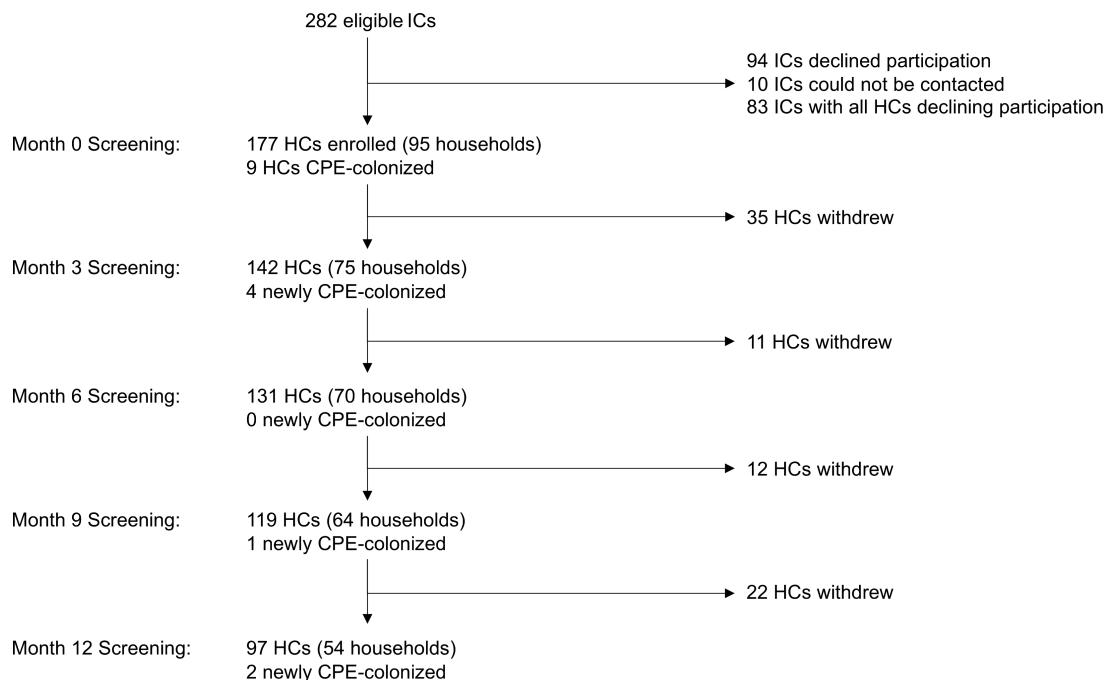 282 eligible ICs
94 ICs declined participation
10 ICs could not be contacted
83 ICs with all HCs declining participation
Month 0 Screening: 177 HCs enrolled (95 households)
9 HCs CPE-colonized
35 HCs withdrew
Month 3 Screening: 142 HCs (75 households)
4 newly CPE-colonized
11 HCs withdrew
Month 6 Screening: 131 HCs (70 households)
0 newly CPE-colonized
12 HCs withdrew
Month 9 Screening: 119 HCs (64 households)
1 newly CPE-colonized
22 HCs withdrew
Month 12 Screening: 97 HCs (54 households)
2 newly CPE-colonized